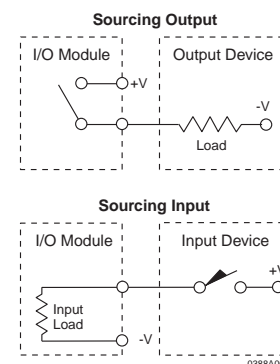 Sourcing Output
I/O Module
Output Device
+V
-V
Load
Sourcing Input
I/O Module
Input Device
+V
Input
Load
-V